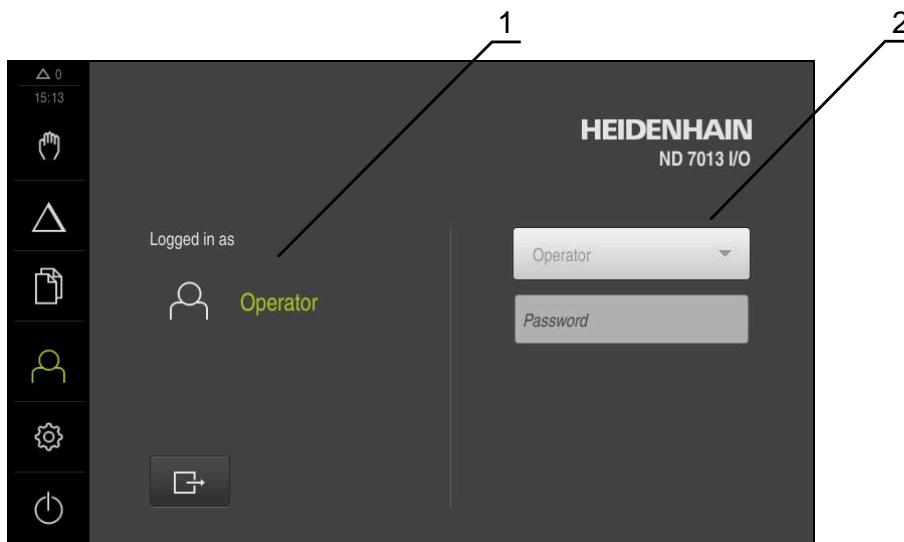 1
2
△ 0
15:13
HEIDENHAIN
ND 7013 I/O
Logged in as
Operator
Operator
Password